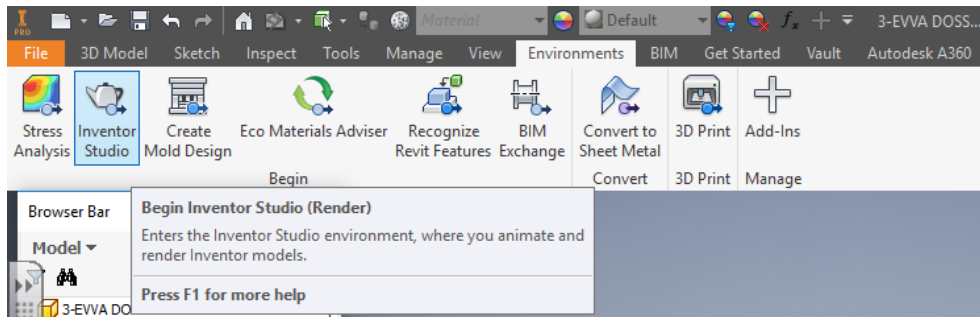 PRO
Material
Default
fx
3-EVVA DOSS...
File 3D Model Sketch Inspect Tools Manage View Environments BIM Get Started Vault Autodesk A360
Stress Analysis
Inventor Studio
Create Mold Design
Eco Materials Adviser
Recognize Revit Features
BIM Exchange
Convert to Sheet Metal
3D Print
Add-Ins
Begin Convert 3D Print Manage
Browser Bar
Model
3-EVVA DO
Begin Inventor Studio (Render)
Enters the Inventor Studio environment, where you animate and
render Inventor models.
Press F1 for more help